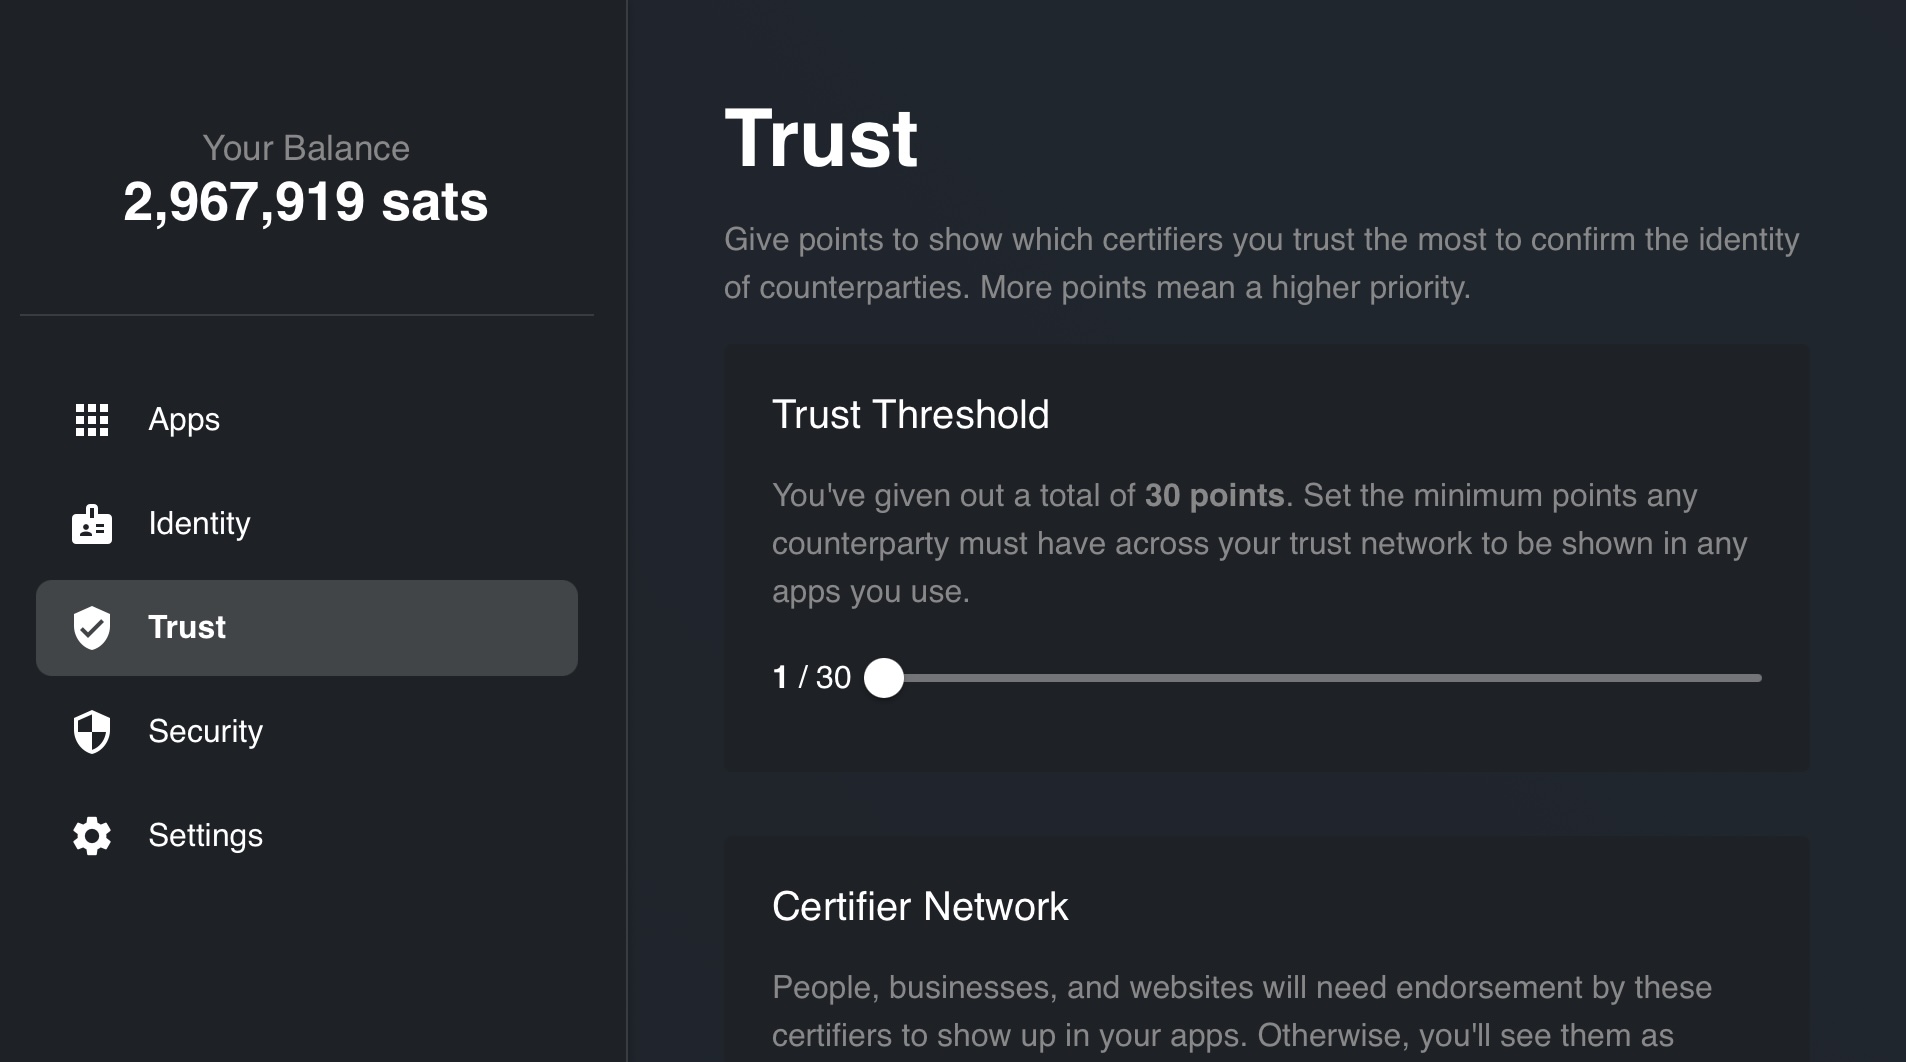 Your Balance
2,967,919 sats
Apps
Identity
Trust
Security
Settings
Trust
Give points to show which certifiers you trust the most to confirm the identity
of counterparties. More points mean a higher priority.
Trust Threshold
You've given out a total of 30 points. Set the minimum points any
counterparty must have across your trust network to be shown in any
apps you use.
1 / 30
Certifier Network
People, businesses, and websites will need endorsement by these
certifiers to show up in your apps. Otherwise, you'll see them as